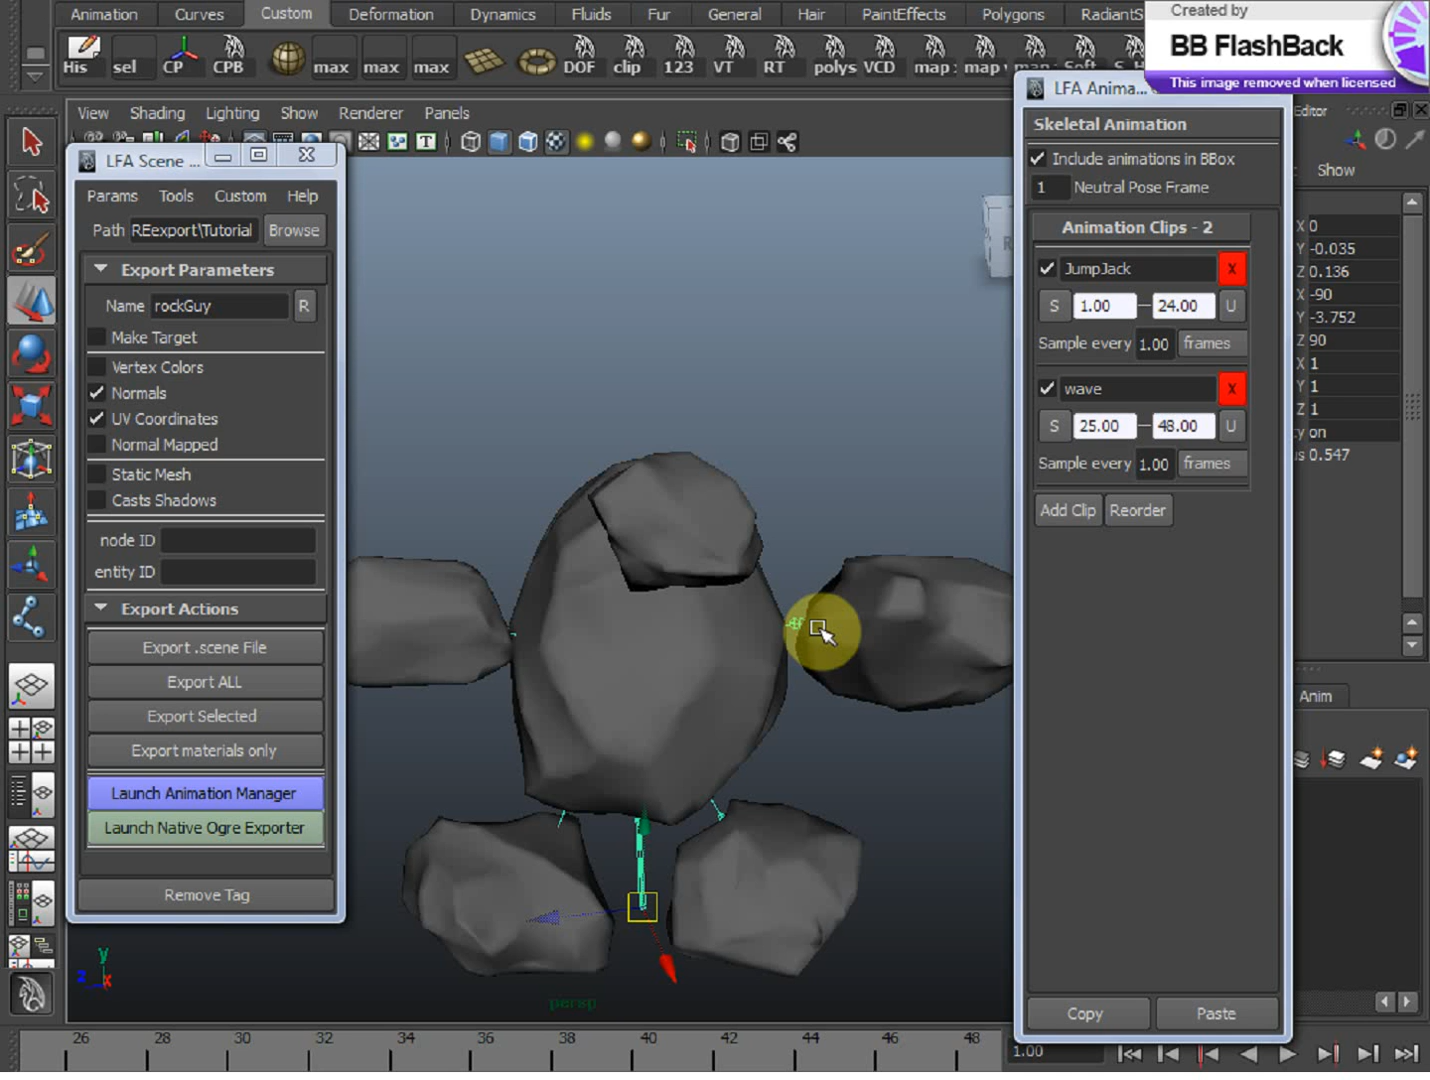 Animation Curves Custom Deformation Dynamics Fluids Fur General Hair PaintEffects Polygons RadiantS
Created by
BB FlashBack
This image removed when licensed
His sel CP CPB max max max DOF clip 123 VT RT polys VCD map map
View Shading Lighting Show Renderer Panels
LFA Scene ...
Params Tools Custom Help
Path REexport\Tutorial Browse
Export Parameters
Name rockGuy R
Make Target
Vertex Colors
Normals
UV Coordinates
Normal Mapped
Static Mesh
Casts Shadows
node ID
entity ID
Export Actions
Export .scene File
Export ALL
Export Selected
Export materials only
Launch Animation Manager
Launch Native Ogre Exporter
Remove Tag
y
z x
persp
LFA Anima...
Skeletal Animation
Include animations in BBox
1 Neutral Pose Frame
Animation Clips - 2
JumpJack X
S 1.00 24.00 U
Sample every 1.00 frames
wave X
S 25.00 48.00 U
Sample every 1.00 frames
Add Clip Reorder
Copy Paste
Editor
Show
X 0
Y -0.035
Z 0.136
X -90
Y -3.752
Z 90
X 1
Y 1
Z 1
y on
us 0.547
Anim
26 28 30 32 34 36 38 40 42 44 46 48
1.00